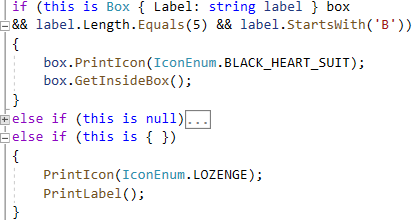 if (this is Box { Label: string label } box
&& label.Length.Equals(5) && label.StartsWith('B'))
{
box.PrintIcon(IconEnum.BLACK_HEART_SUIT);
box.GetInsideBox();
}
else if (this is null)...
else if (this is { })
{
PrintIcon(IconEnum.LOZENGE);
PrintLabel();
}